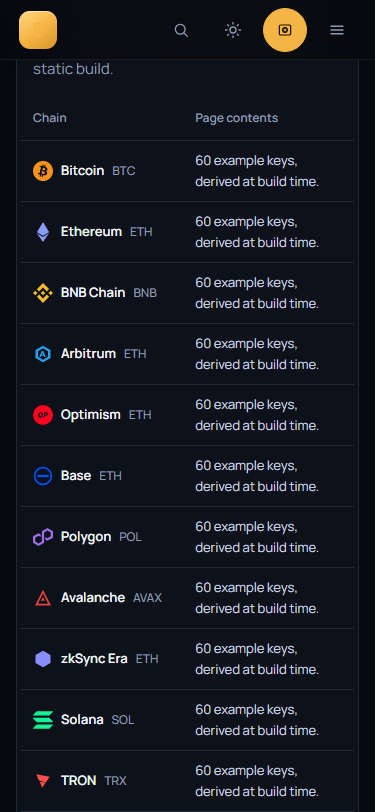 static build.
Chain Page contents
Bitcoin BTC 60 example keys,
derived at build time.
Ethereum ETH 60 example keys,
derived at build time.
BNB Chain BNB 60 example keys,
derived at build time.
Arbitrum ETH 60 example keys,
derived at build time.
OP Optimism ETH 60 example keys,
derived at build time.
Base ETH 60 example keys,
derived at build time.
Polygon POL 60 example keys,
derived at build time.
Avalanche AVAX 60 example keys,
derived at build time.
zkSync Era ETH 60 example keys,
derived at build time.
Solana SOL 60 example keys,
derived at build time.
TRON TRX 60 example keys,
derived at build time.